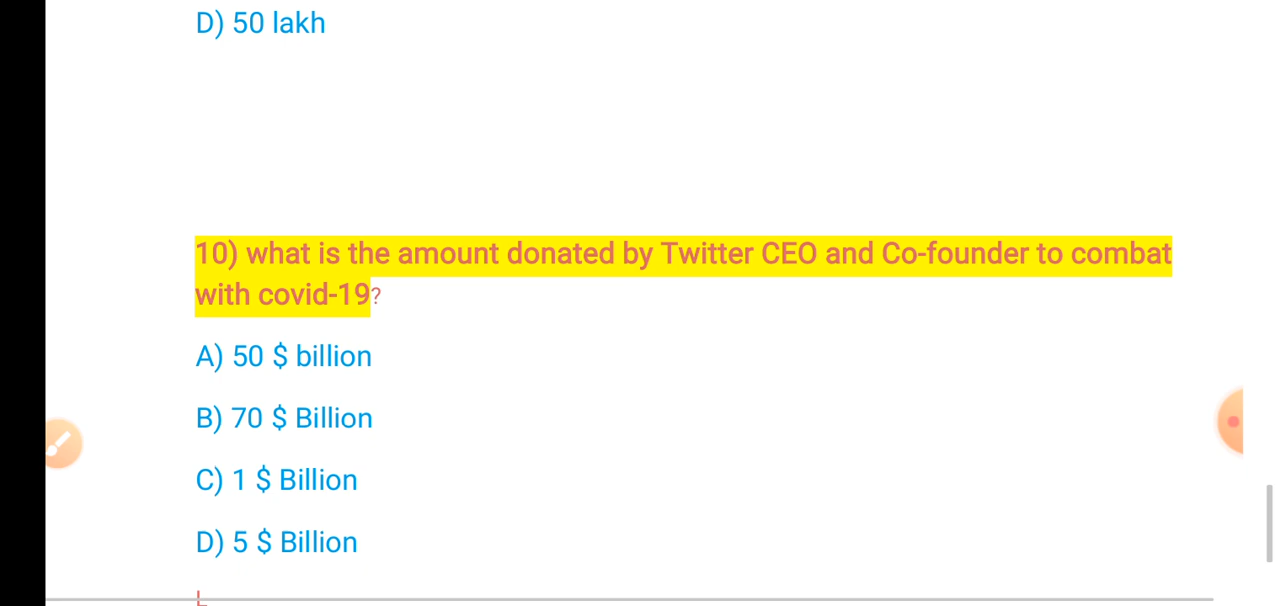 D) 50 lakh
10) what is the amount donated by Twitter CEO and Co-founder to combat
with covid-19?
A) 50 $ billion
B) 70 $ Billion
C) 1 $ Billion
D) 5 $ Billion